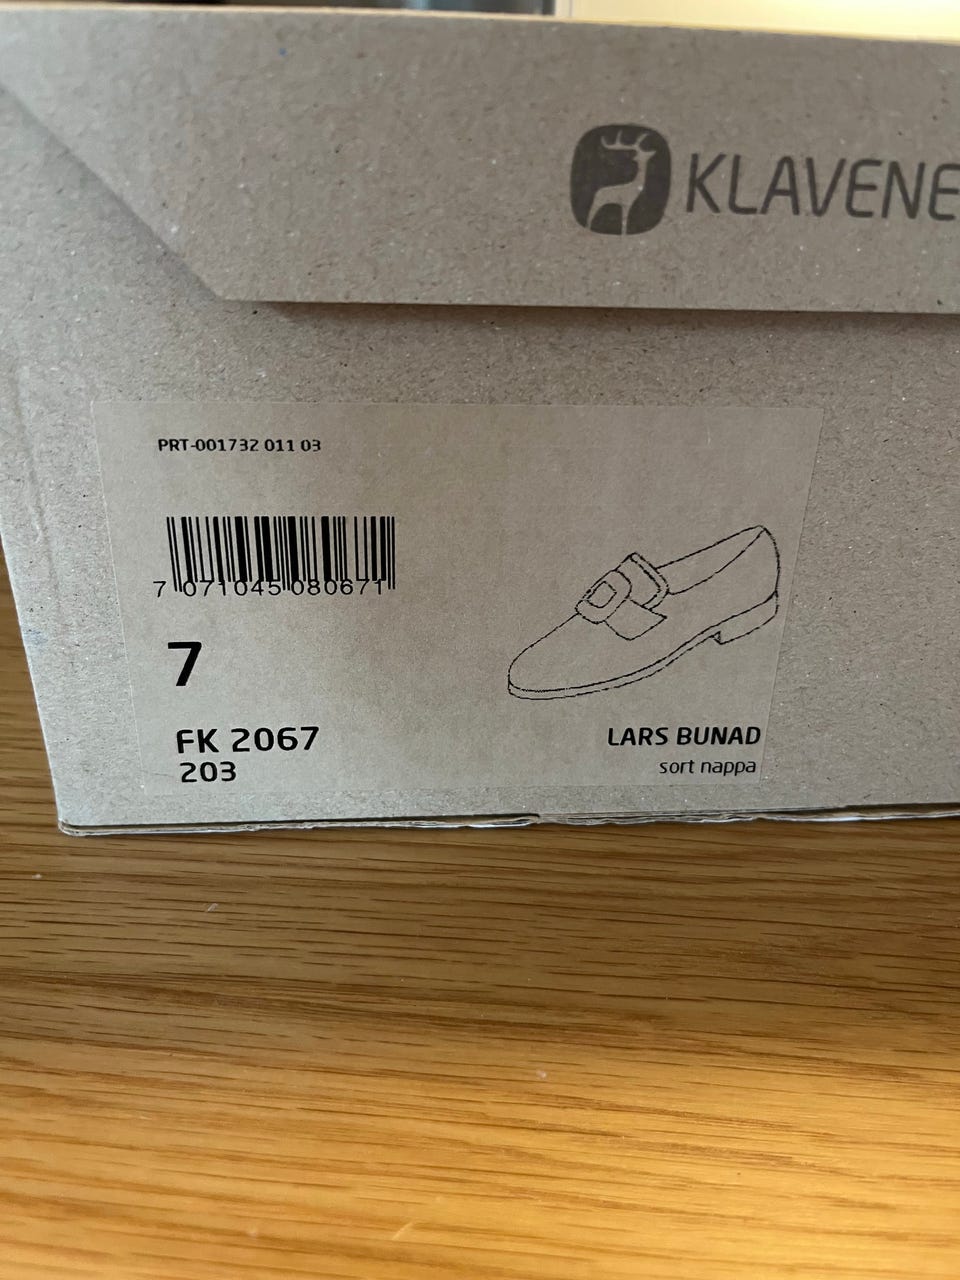 KLAVENE
PRT-001732 011 03
7 071045 080671
7
FK 2067
203
LARS BUNAD
sort nappa